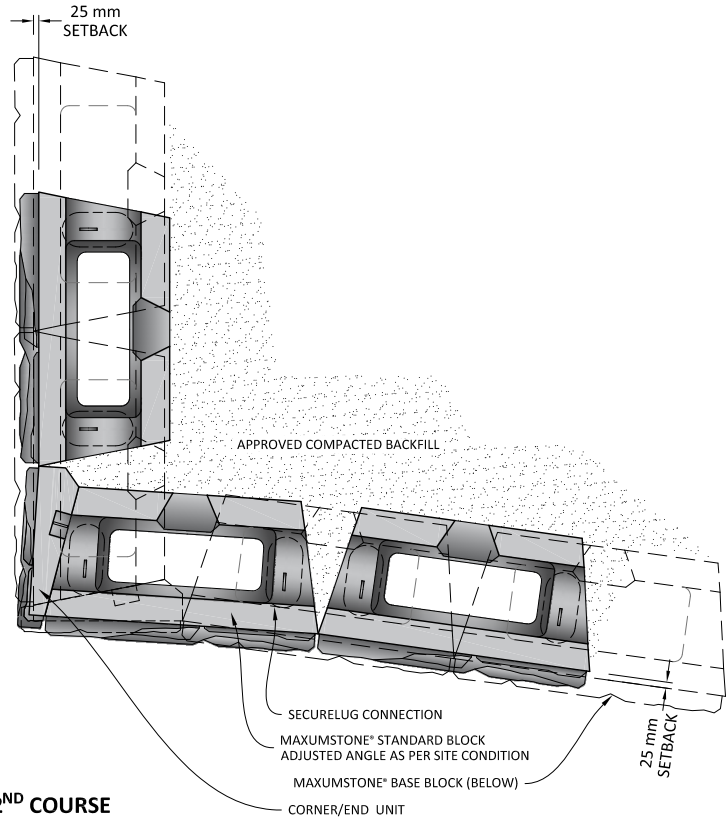 25 mm
SETBACK
APPROVED COMPACTED BACKFILL
SECURELUG CONNECTION
MAXUMSTONE® STANDARD BLOCK
ADJUSTED ANGLE AS PER SITE CONDITION
MAXUMSTONE® BASE BLOCK (BELOW)
25 mm
SETBACK
CORNER/END UNIT
2ND COURSE